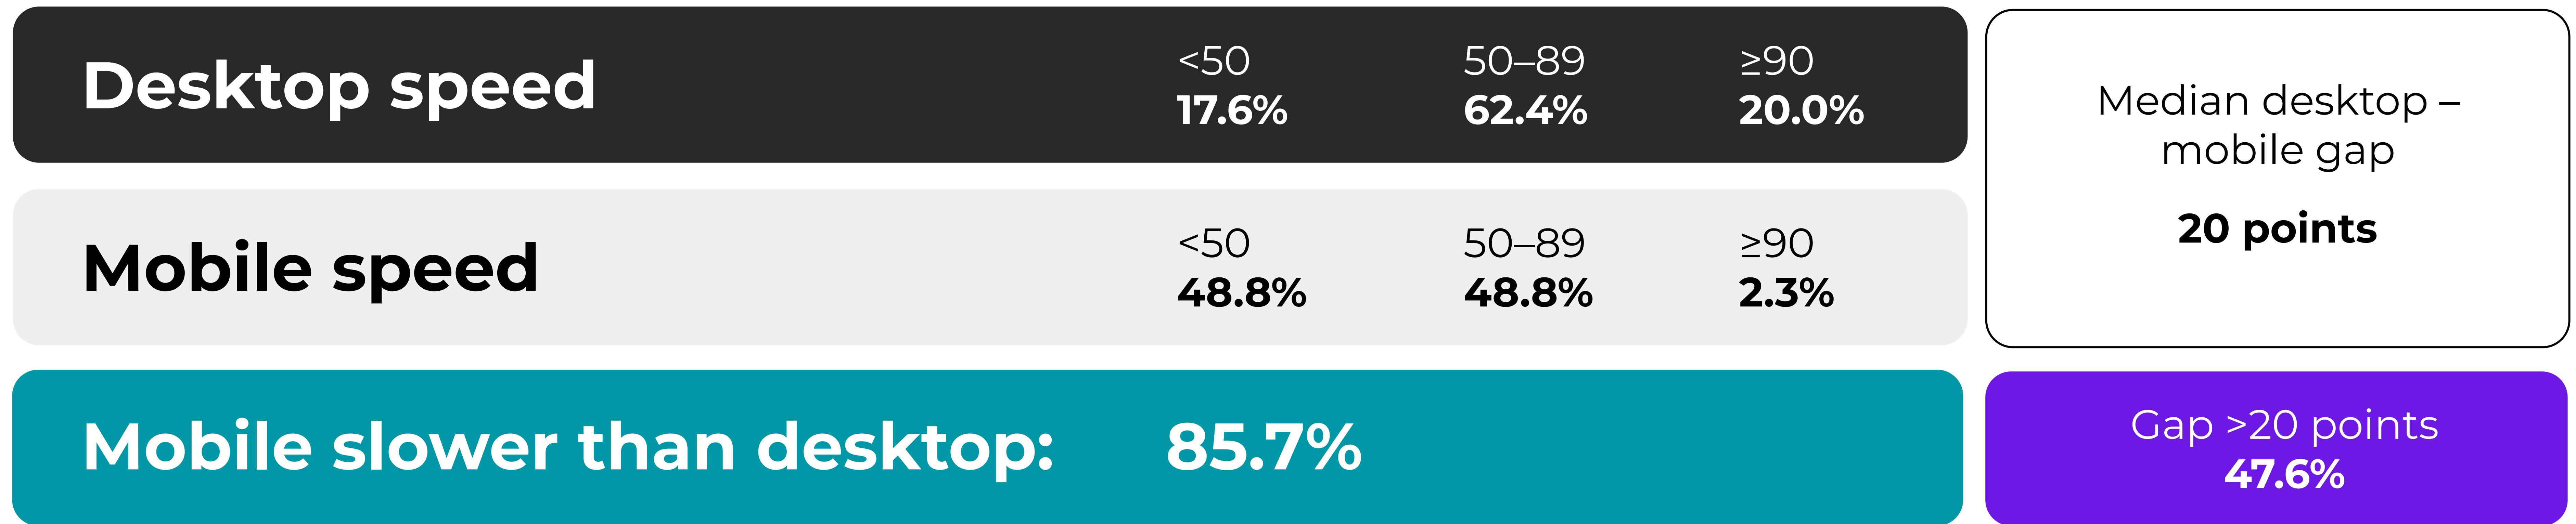 Desktop speed
<50 50–89 ≥90
17.6% 62.4% 20.0%
Mobile speed
<50 50–89 ≥90
48.8% 48.8% 2.3%
Mobile slower than desktop: 85.7%
Median desktop –
mobile gap
20 points
Gap >20 points
47.6%